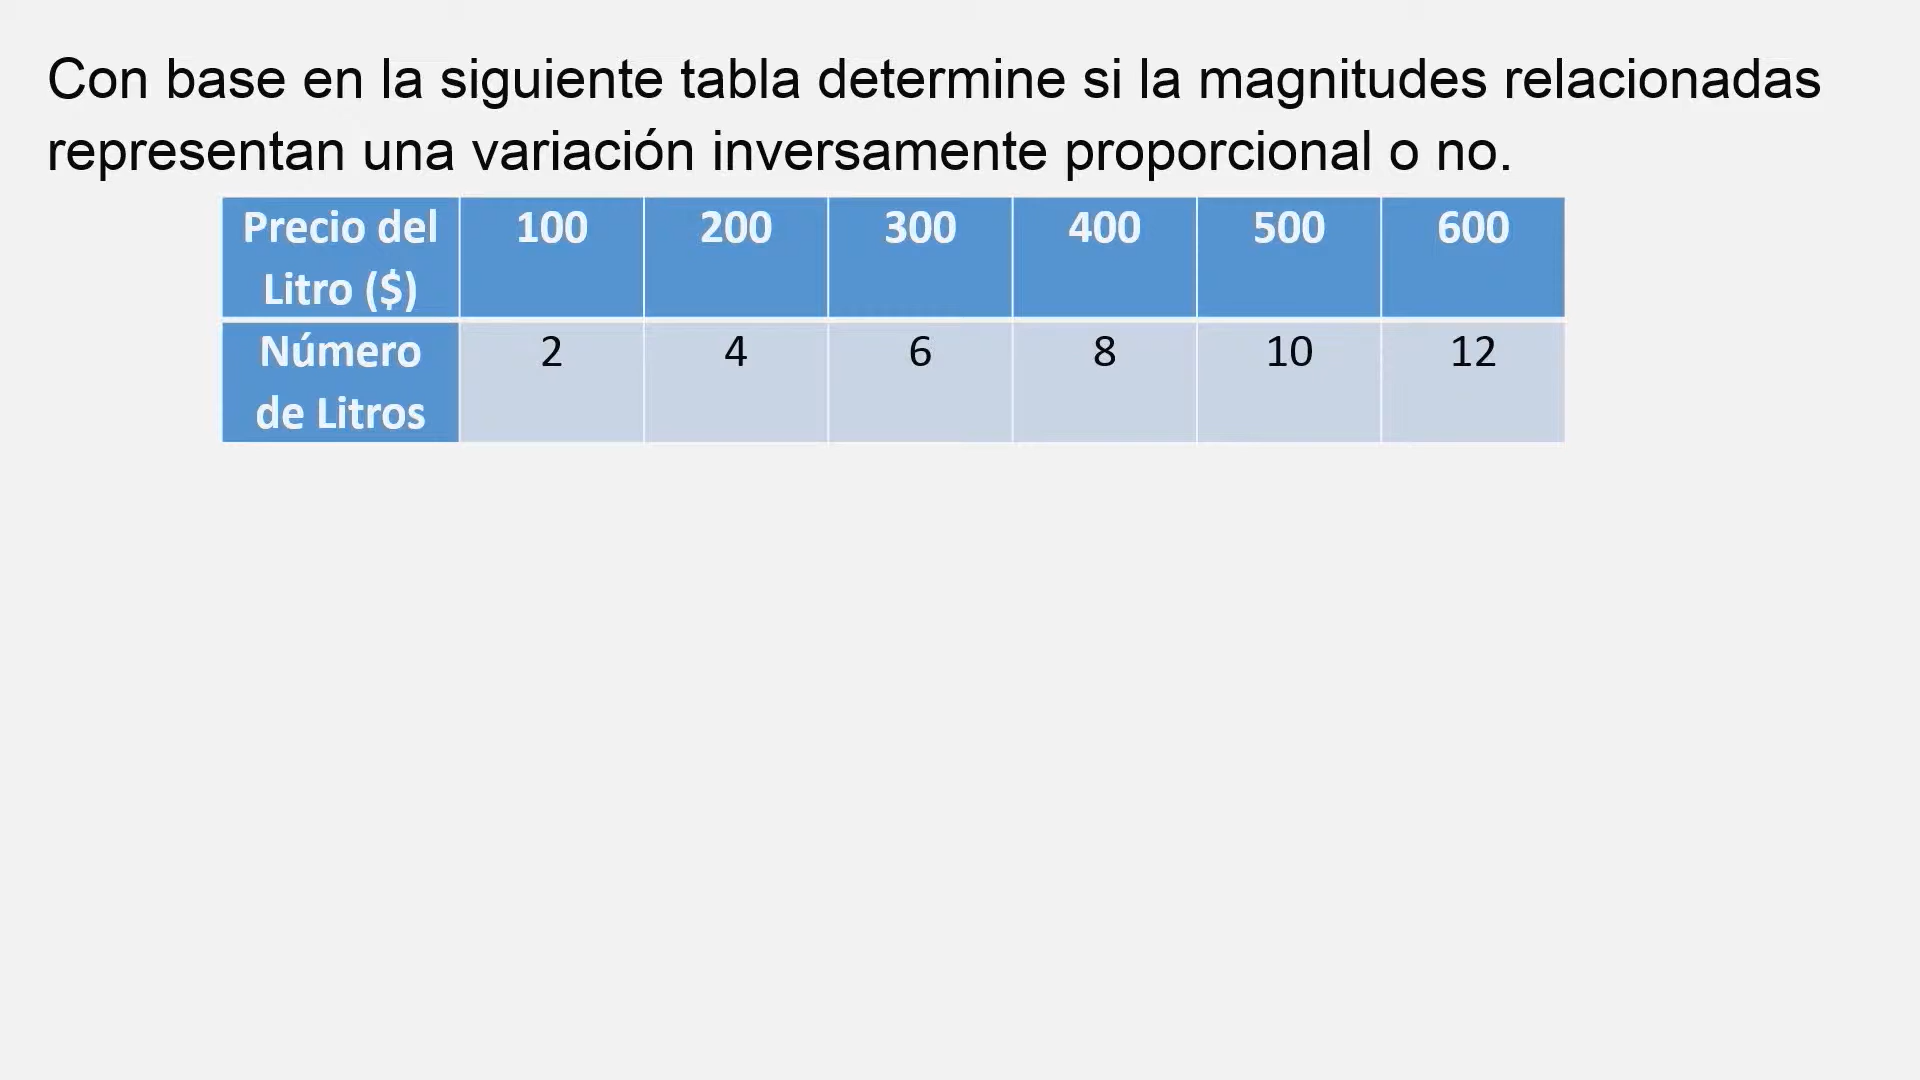 Con base en la siguiente tabla determine si la magnitudes relacionadas
representan una variación inversamente proporcional o no.
Precio del Litro ($) 100 200 300 400 500 600
Número de Litros 2 4 6 8 10 12